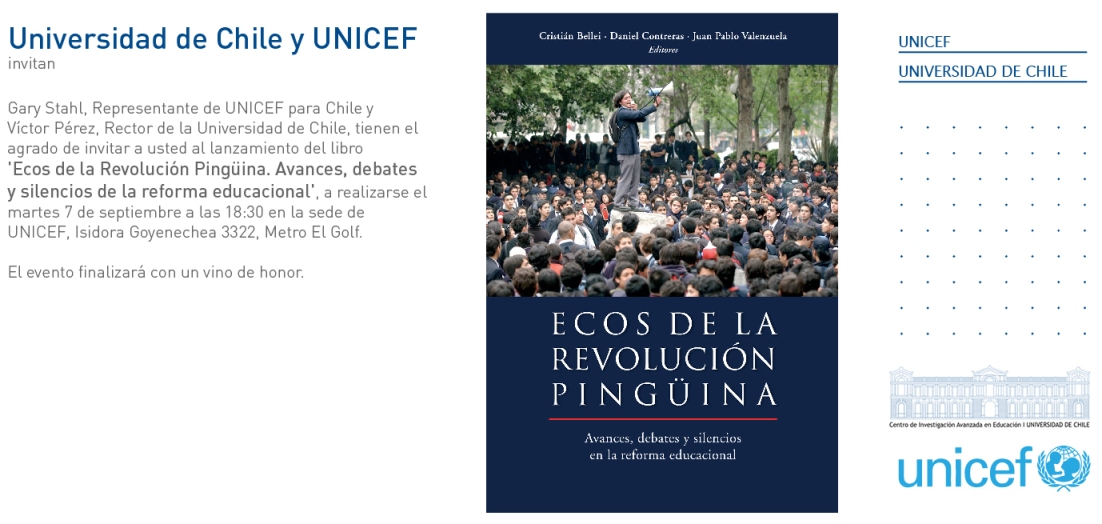 Universidad de Chile y UNICEF
invitan
Gary Stahl, Representante de UNICEF para Chile y
Víctor Pérez, Rector de la Universidad de Chile, tienen el
agrado de invitar a usted al lanzamiento del libro
'Ecos de la Revolución Pingüina. Avances, debates
y silencios de la reforma educacional', a realizarse el
martes 7 de septiembre a las 18:30 en la sede de
UNICEF, Isidora Goyenechea 3322, Metro El Golf.
El evento finalizará con un vino de honor.
Cristián Bellei · Daniel Contreras · Juan Pablo Valenzuela
Editores
ECOS DE LA
REVOLUCIÓN
PINGÜINA
Avances, debates y silencios
en la reforma educacional
UNICEF
UNIVERSIDAD DE CHILE
Centro de Investigación Avanzada en Educación I UNIVERSIDAD DE CHILE
unicef